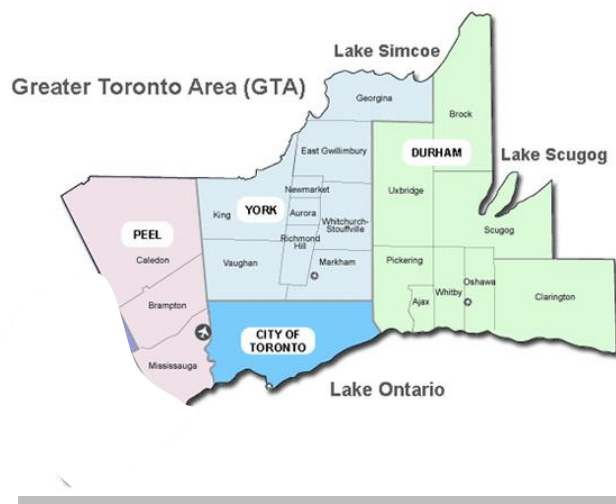 Lake Simcoe
Greater Toronto Area (GTA)
Georgina
Brock
East Gwillimbury
DURHAM
Lake Scugog
Newmarket
Uxbridge
King
YORK
Aurora
Whitchurch-
Stouffville
Scugog
PEEL
Richmond
Hill
Caledon
Vaughan
Markham
Pickering
Oshawa
Whitby
Ajax
Clarington
Brampton
CITY OF
TORONTO
Mississauga
Lake Ontario